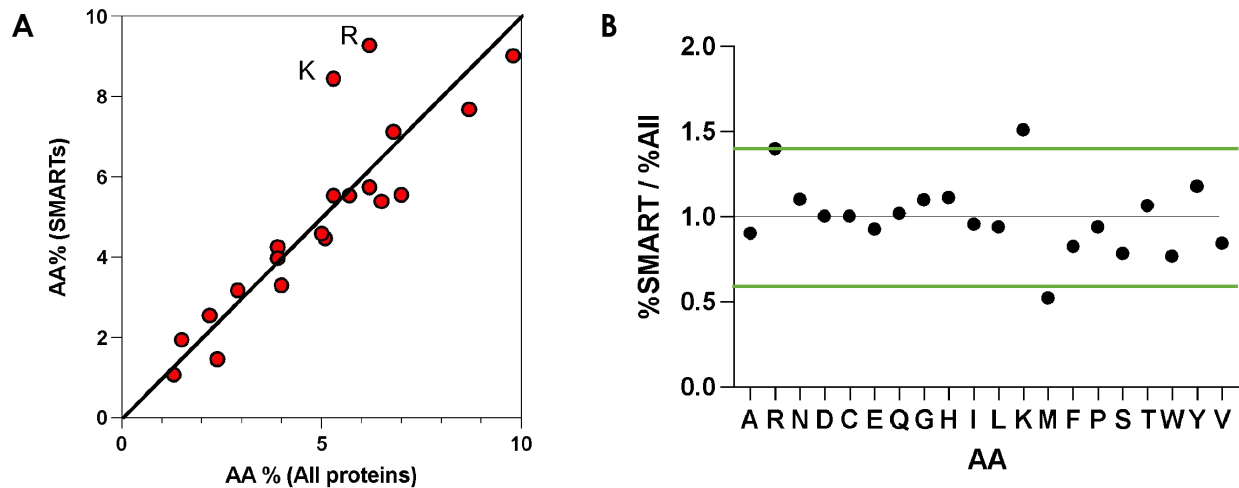 A
10
8
6
4
2
0
0
5
10
AA% (SMARTs)
AA % (All proteins)
R
K
B
2.0
1.5
1.0
0.5
0.0
%SMART / %All
A R N D C E Q G H I L K M F P S T W Y V
AA